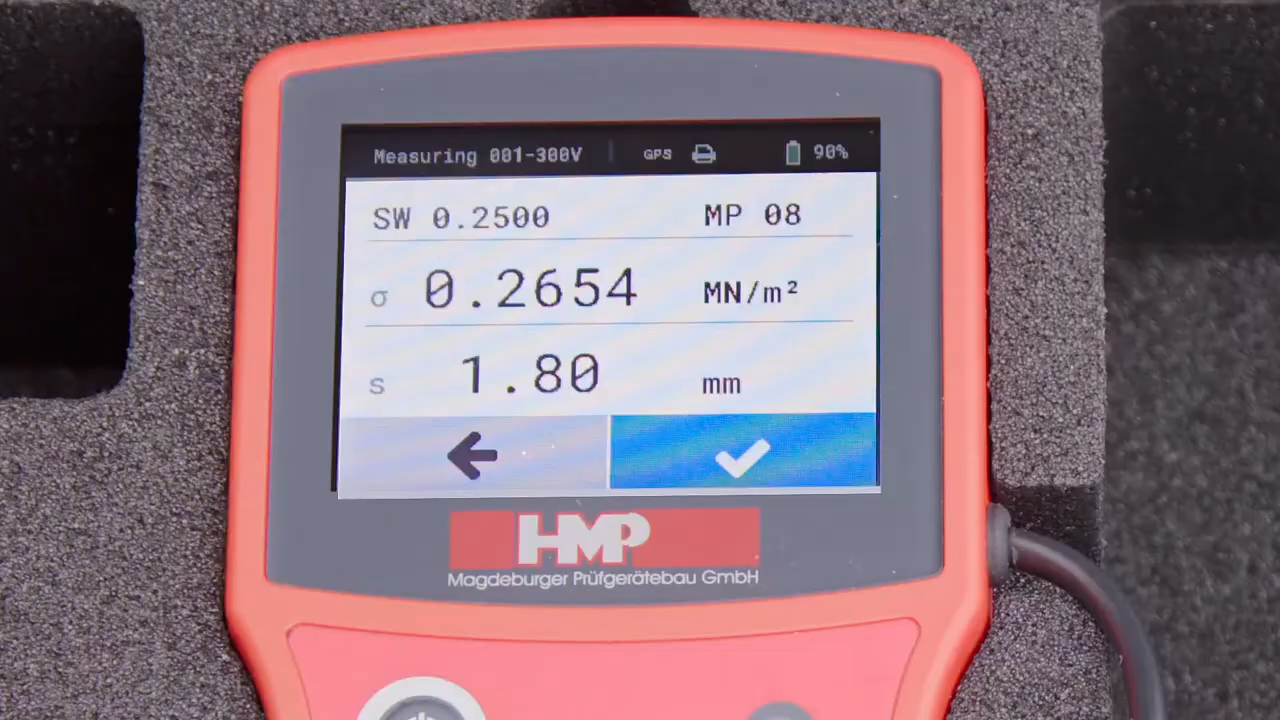 Measuring 001-300V GPS 90%
SW 0.2500 MP 08
σ 0.2654 MN/m²
s 1.80 mm
HMP
Magdeburger Prüfgerätebau GmbH